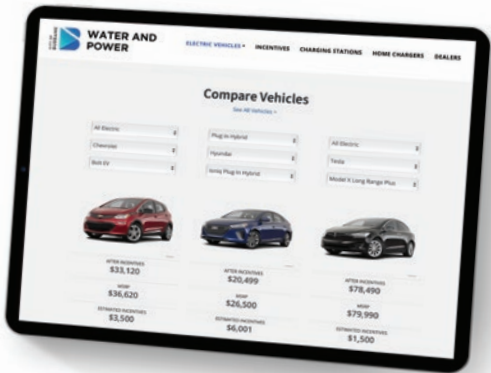 WATER AND
POWER
ELECTRIC VEHICLES
INCENTIVES
CHARGING STATIONS
HOME CHARGERS
DEALERS
Compare Vehicles
See All Vehicles
All Electric
Chevrolet
Bolt EV
Plug-In Hybrid
Hyundai
Ioniq Plug-In Hybrid
All Electric
Tesla
Model X Long Range Plus
AFTER INCENTIVES
$33,120
MSRP
$36,620
ESTIMATED INCENTIVES
$3,500
AFTER INCENTIVES
$20,499
MSRP
$26,500
ESTIMATED INCENTIVES
$6,001
AFTER INCENTIVES
$78,490
MSRP
$79,990
ESTIMATED INCENTIVES
$1,500